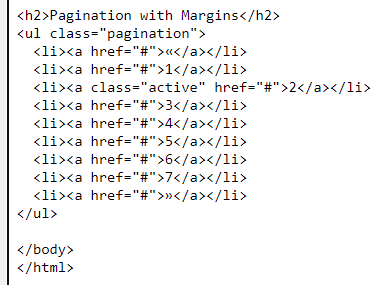 <h2>Pagination with Margins</h2>
<ul class="pagination">
  <li><a href="#">«</a></li>
  <li><a href="#">1</a></li>
  <li><a class="active" href="#">2</a></li>
  <li><a href="#">3</a></li>
  <li><a href="#">4</a></li>
  <li><a href="#">5</a></li>
  <li><a href="#">6</a></li>
  <li><a href="#">7</a></li>
  <li><a href="#">»</a></li>
</ul>

</body>
</html>